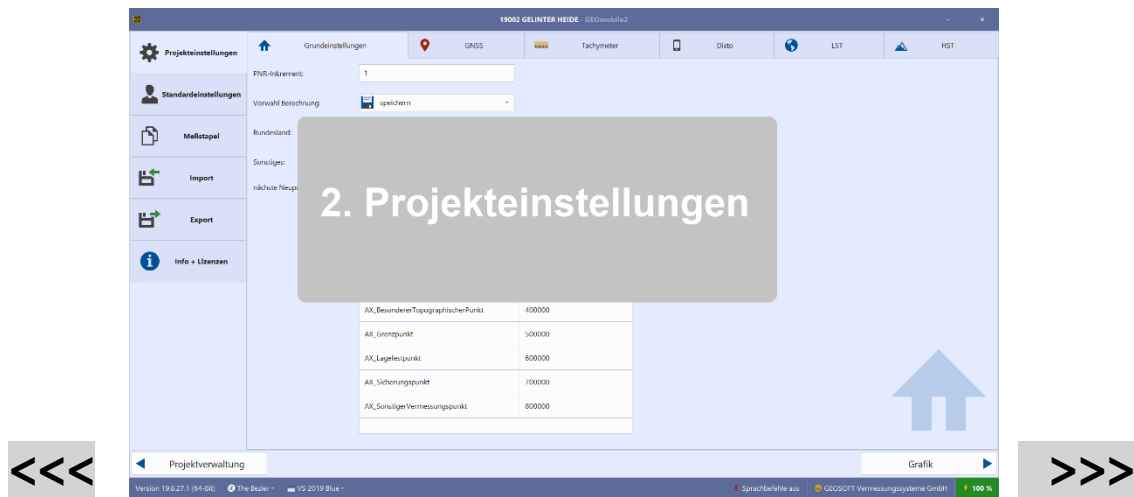 19002 GELINTER HEIDE - GEOmobile2
Projekteinstellungen
Grundeinstellungen
GNSS
Tachymeter
Disto
LST
HST
PNR-Inkrement:
1
Standardeinstellungen
Vorwahl Berechnung:
speichern
Bundesland:
Meßstapel
Sonstiges:
Import
nächste Neup
2. Projekteinstellungen
Export
Info + Lizenzen
AX_BesondererTopographischerPunkt
400000
AX_Grenzpunkt
500000
AX_Lagefestpunkt
600000
AX_Sicherungspunkt
700000
AX_SonstigerVermessungspunkt
800000
<<<
Projektverwaltung
Grafik
>>>
Version 19.8.27.1 (64-Bit)
The Bezier
VS 2019 Blue
Sprachbefehle aus
GEOSOFT Vermessungssysteme GmbH
100 %